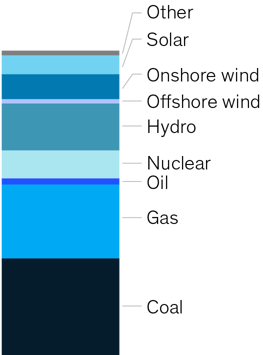 Other
Solar
Onshore wind
Offshore wind
Hydro
Nuclear
Oil
Gas
Coal